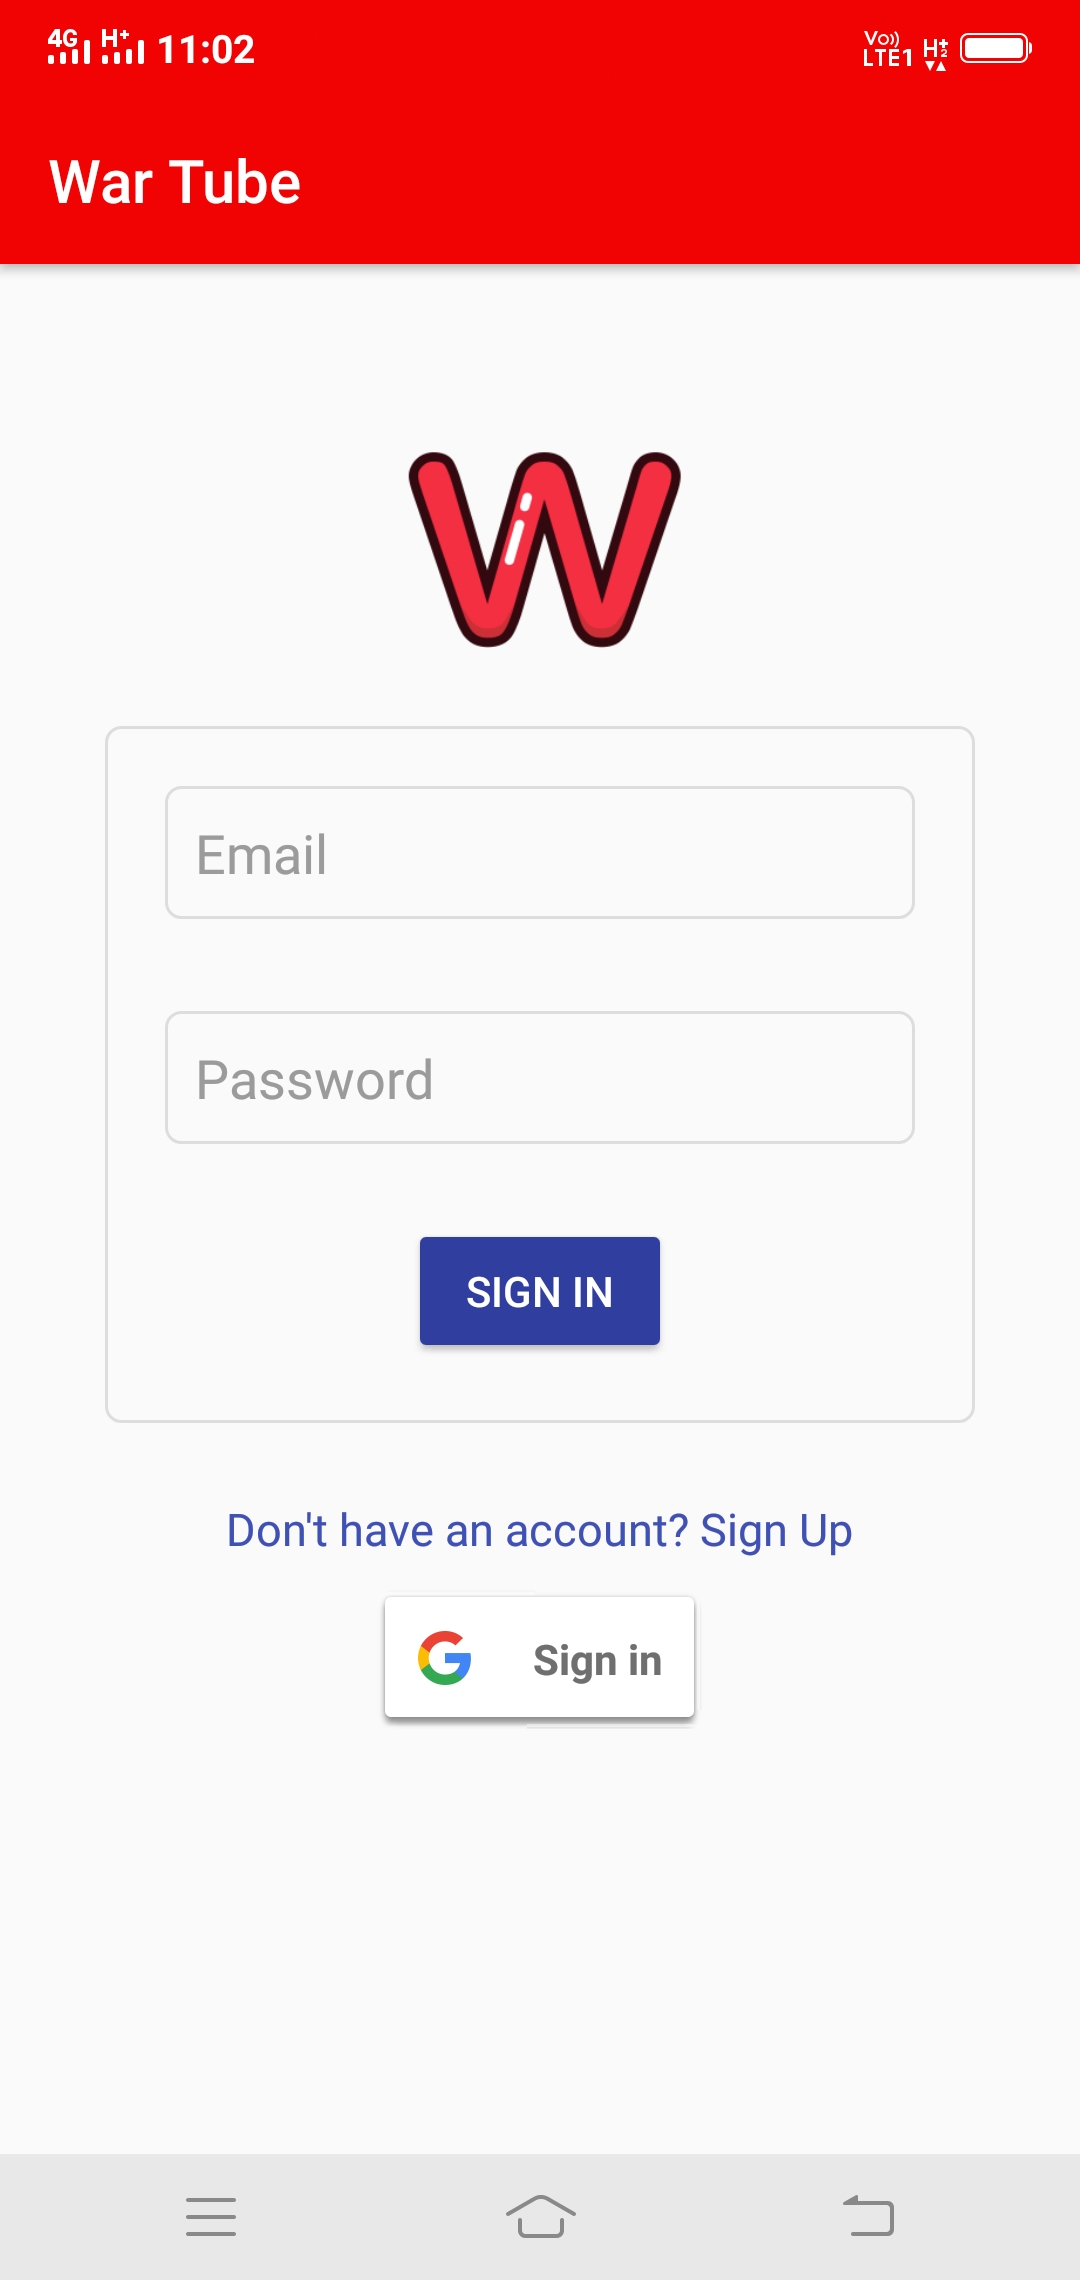 4G H+ 11:02 Vo)) LTE1 H+2
War Tube
W
Email
Password
SIGN IN
Don't have an account? Sign Up
G Sign in